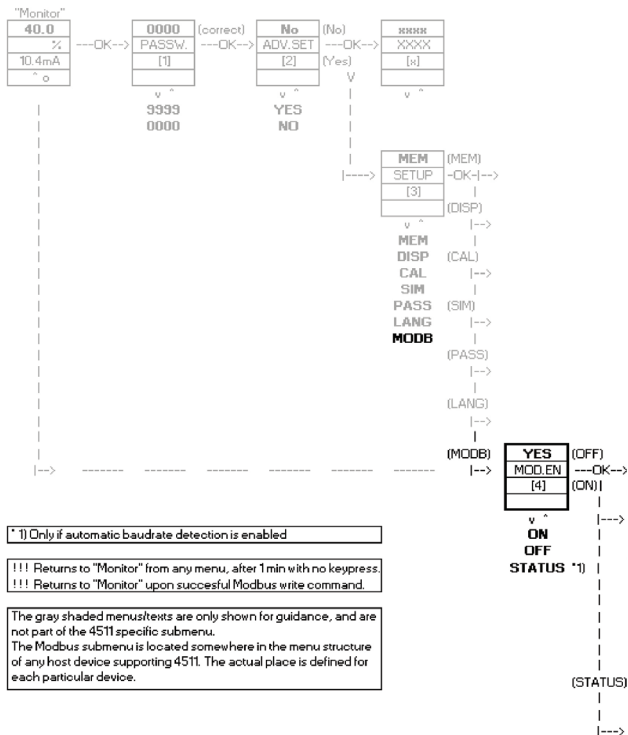 "Monitor"
40.0 0000 (correct) No (No) xxxx
% ---OK--> PASSW. ---OK--> ADV.SET ---OK--> XXXX
10.4mA [1] [2] (Yes) [x]
^ o V
v ^ v ^ | v ^
| 9999 YES |
| 0000 NO |
| |
| | MEM (MEM)
| |----> SETUP -OK-|-->
| [3] |
| (DISP)
| v ^ |-->
| MEM |
| DISP (CAL)
| CAL |-->
| SIM |
| PASS (SIM)
| LANG |-->
| MODB |
| (PASS)
| |-->
| |
| (LANG)
| |-->
| |
| (MODB) YES (OFF)
|--> ------- ------- ------- ------- ------- |--> MOD.EN ---OK-->
[4] (ON) |
|
v ^ |--->
ON |
OFF |
STATUS *1) |
* 1) Only if automatic baudrate detection is enabled
!!! Returns to "Monitor" from any menu, after 1 min with no keypress.
!!! Returns to "Monitor" upon succesful Modbus write command.
The gray shaded menus/texts are only shown for guidance, and are
not part of the 4511 specific submenu.
The Modbus submenu is located somewhere in the menu structure
of any host device supporting 4511. The actual place is defined for
each particular device.
(STATUS)
|
|--->